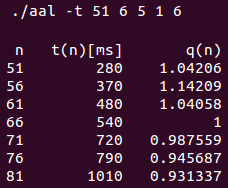 ./aal -t 51 6 5 1 6
n t(n)[ms] q(n)
51 280 1.04206
56 370 1.14209
61 480 1.04058
66 540 1
71 720 0.987559
76 790 0.945687
81 1010 0.931337